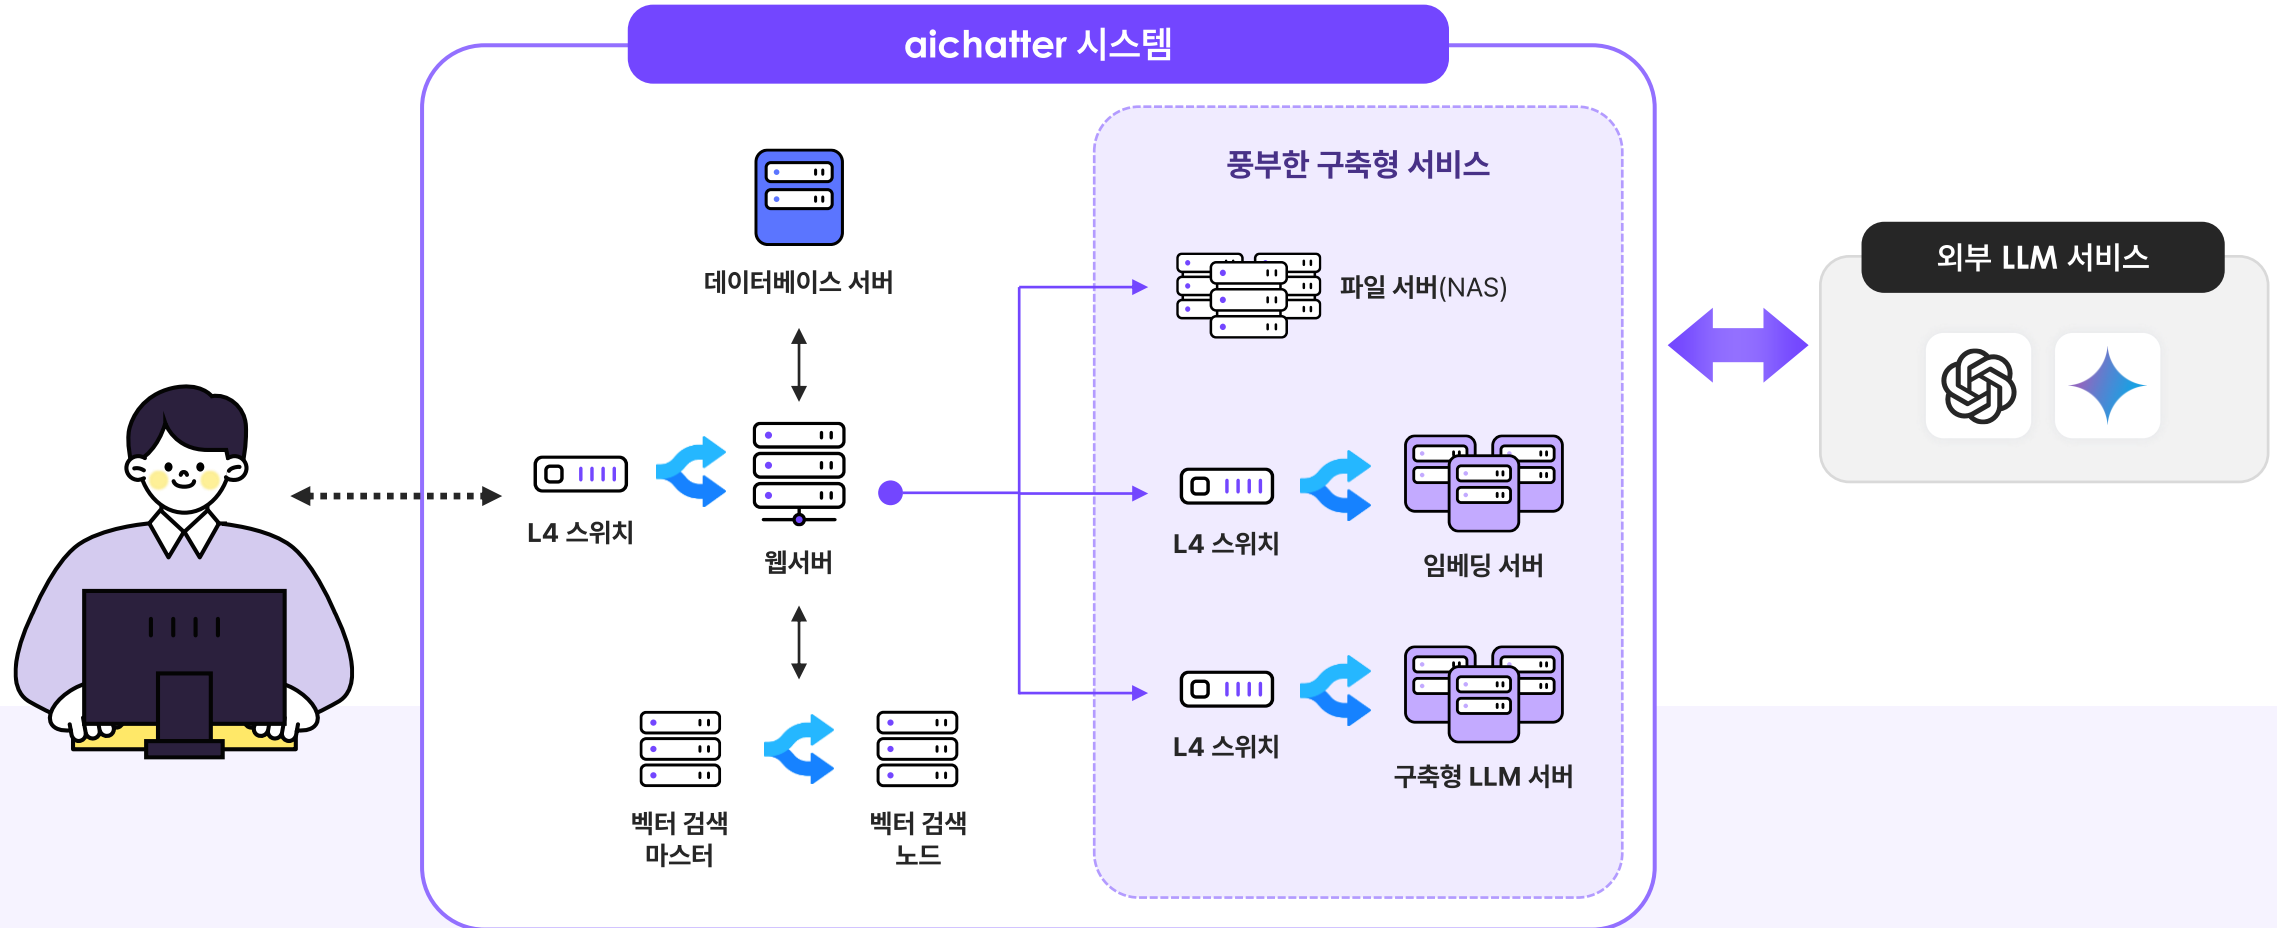 aichatter 시스템
풍부한 구축형 서비스
외부 LLM 서비스
데이터베이스 서버
파일 서버(NAS)
L4 스위치
웹서버
L4 스위치
임베딩 서버
L4 스위치
구축형 LLM 서버
벡터 검색
마스터
벡터 검색
노드